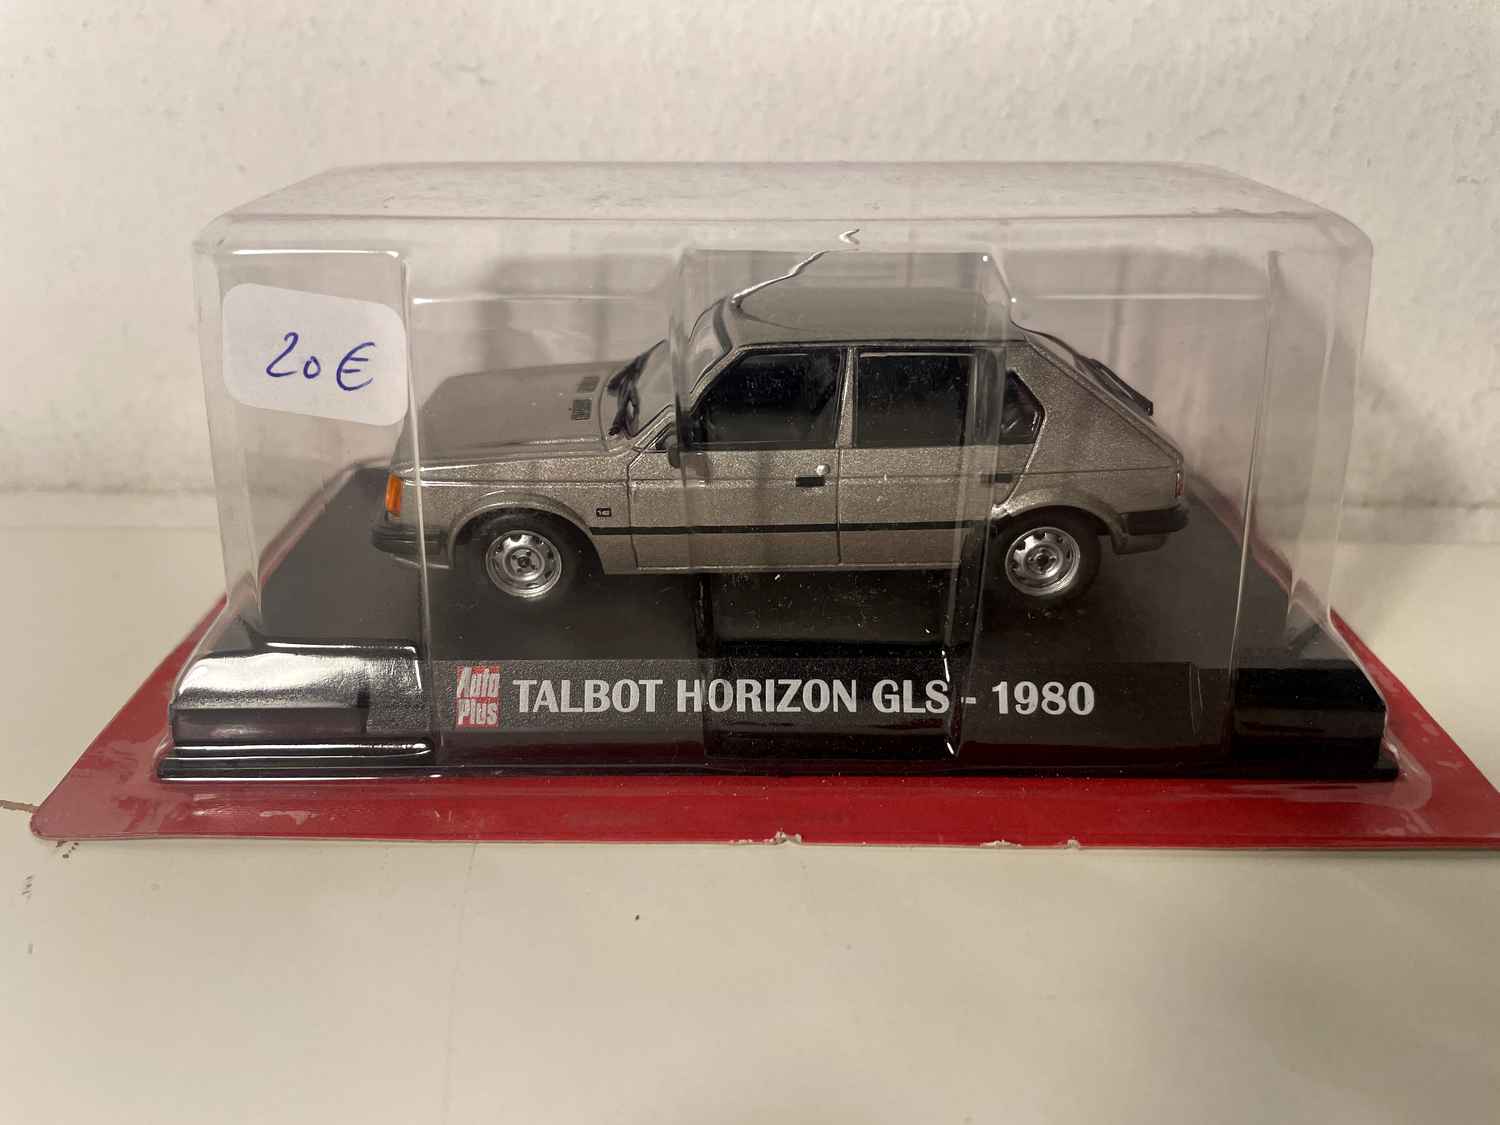 20€
Auto
Plus
TALBOT HORIZON GLS - 1980